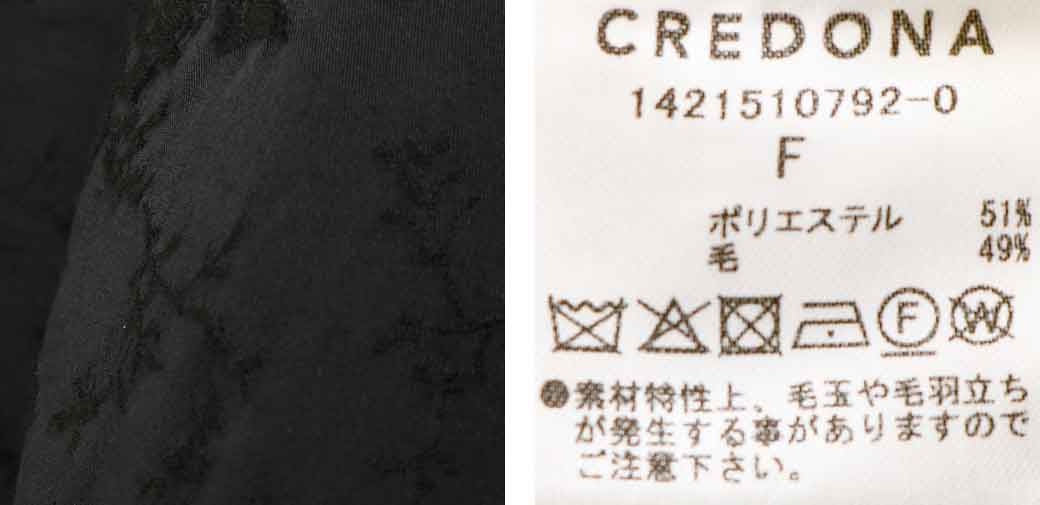 CREDONA
1421510792-0
F
ポリエステル 51%
毛 49%
F W
素材特性上、毛玉や毛羽立ち
が発生する事がありますので
ご注意下さい。